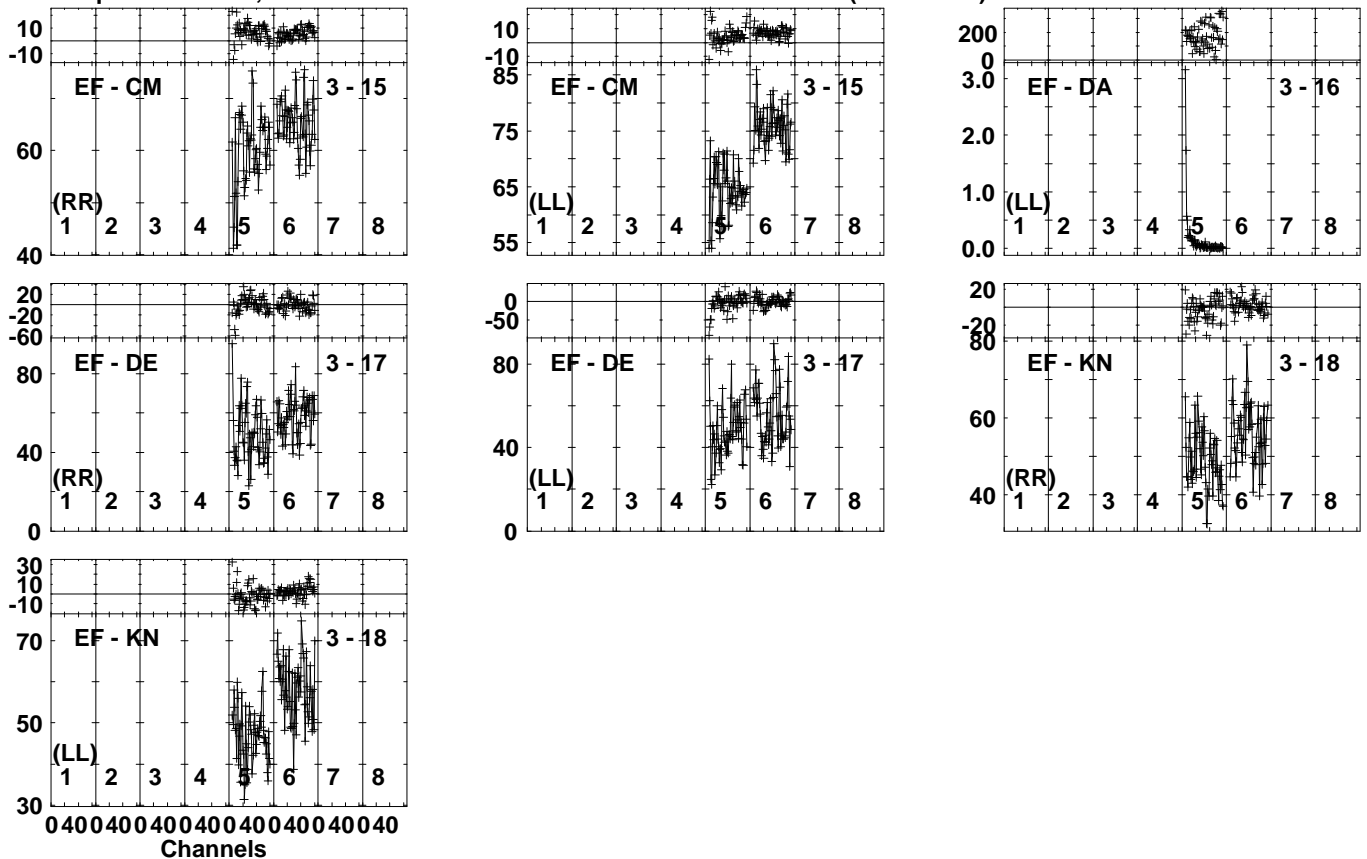 10
-10
EF - CM 3 - 15
60
(RR)
1 2 3 4 5 6 7 8
40
10
-10
85
EF - CM 3 - 15
75
65
(LL)
1 2 3 4 5 6 7 8
55
200
0
3.0
EF - DA 3 - 16
2.0
1.0
(LL)
1 2 3 4 5 6 7 8
0.0
20
-20
-60
EF - DE 3 - 17
80
40
(RR)
1 2 3 4 5 6 7 8
0
0
-50
EF - DE 3 - 17
80
40
(LL)
1 2 3 4 5 6 7 8
0
20
-20
80
EF - KN 3 - 18
60
(RR)
1 2 3 4 5 6 7 8
40
30
10
-10
EF - KN 3 - 18
70
50
(LL)
1 2 3 4 5 6 7 8
30
0 40 0 40 0 40 0 40 0 40 0 40 0 40 0 40
Channels